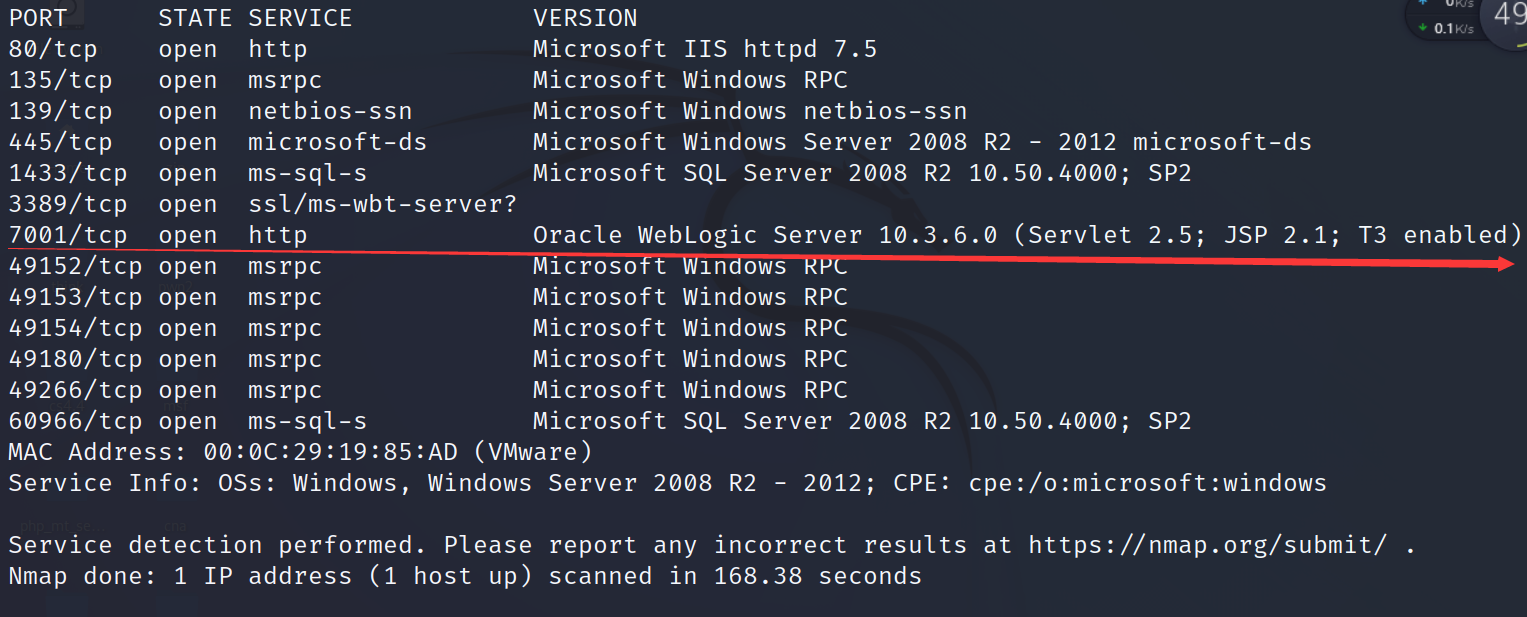 PORT      STATE SERVICE            VERSION
80/tcp    open  http               Microsoft IIS httpd 7.5
135/tcp   open  msrpc              Microsoft Windows RPC
139/tcp   open  netbios-ssn        Microsoft Windows netbios-ssn
445/tcp   open  microsoft-ds       Microsoft Windows Server 2008 R2 - 2012 microsoft-ds
1433/tcp  open  ms-sql-s           Microsoft SQL Server 2008 R2 10.50.4000; SP2
3389/tcp  open  ssl/ms-wbt-server?
7001/tcp  open  http               Oracle WebLogic Server 10.3.6.0 (Servlet 2.5; JSP 2.1; T3 enabled)
49152/tcp open  msrpc              Microsoft Windows RPC
49153/tcp open  msrpc              Microsoft Windows RPC
49154/tcp open  msrpc              Microsoft Windows RPC
49180/tcp open  msrpc              Microsoft Windows RPC
49266/tcp open  msrpc              Microsoft Windows RPC
60966/tcp open  ms-sql-s           Microsoft SQL Server 2008 R2 10.50.4000; SP2
MAC Address: 00:0C:29:19:85:AD (VMware)
Service Info: OSs: Windows, Windows Server 2008 R2 - 2012; CPE: cpe:/o:microsoft:windows
Service detection performed. Please report any incorrect results at https://nmap.org/submit/ .
Nmap done: 1 IP address (1 host up) scanned in 168.38 seconds
0K/s
0.1K/s
49